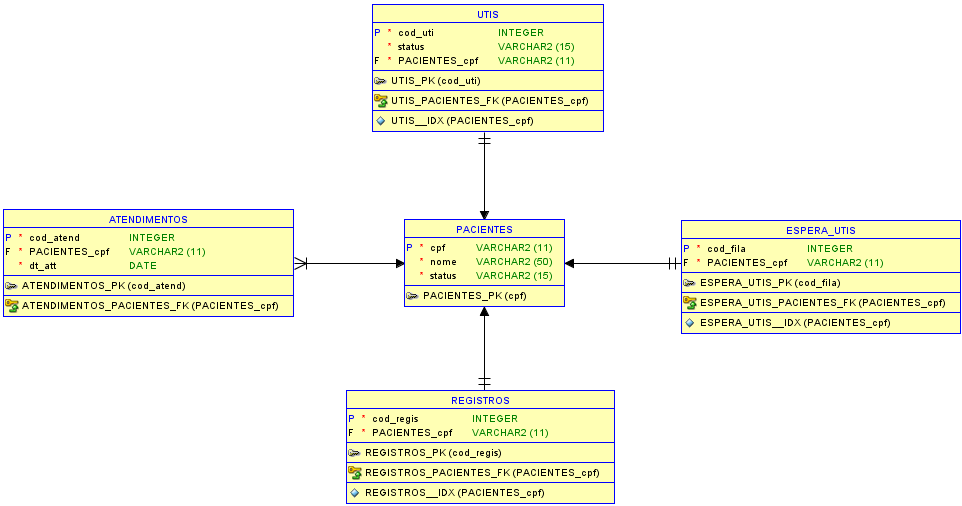 UTIS
P * cod_uti INTEGER
* status VARCHAR2 (15)
F * PACIENTES_cpf VARCHAR2 (11)
UTIS_PK (cod_uti)
UTIS_PACIENTES_FK (PACIENTES_cpf)
UTIS__IDX (PACIENTES_cpf)
ATENDIMENTOS
P * cod_atend INTEGER
F * PACIENTES_cpf VARCHAR2 (11)
* dt_att DATE
ATENDIMENTOS_PK (cod_atend)
ATENDIMENTOS_PACIENTES_FK (PACIENTES_cpf)
PACIENTES
P * cpf VARCHAR2 (11)
* nome VARCHAR2 (50)
* status VARCHAR2 (15)
PACIENTES_PK (cpf)
ESPERA_UTIS
P * cod_fila INTEGER
F * PACIENTES_cpf VARCHAR2 (11)
ESPERA_UTIS_PK (cod_fila)
ESPERA_UTIS_PACIENTES_FK (PACIENTES_cpf)
ESPERA_UTIS__IDX (PACIENTES_cpf)
REGISTROS
P * cod_regis INTEGER
F * PACIENTES_cpf VARCHAR2 (11)
REGISTROS_PK (cod_regis)
REGISTROS_PACIENTES_FK (PACIENTES_cpf)
REGISTROS__IDX (PACIENTES_cpf)